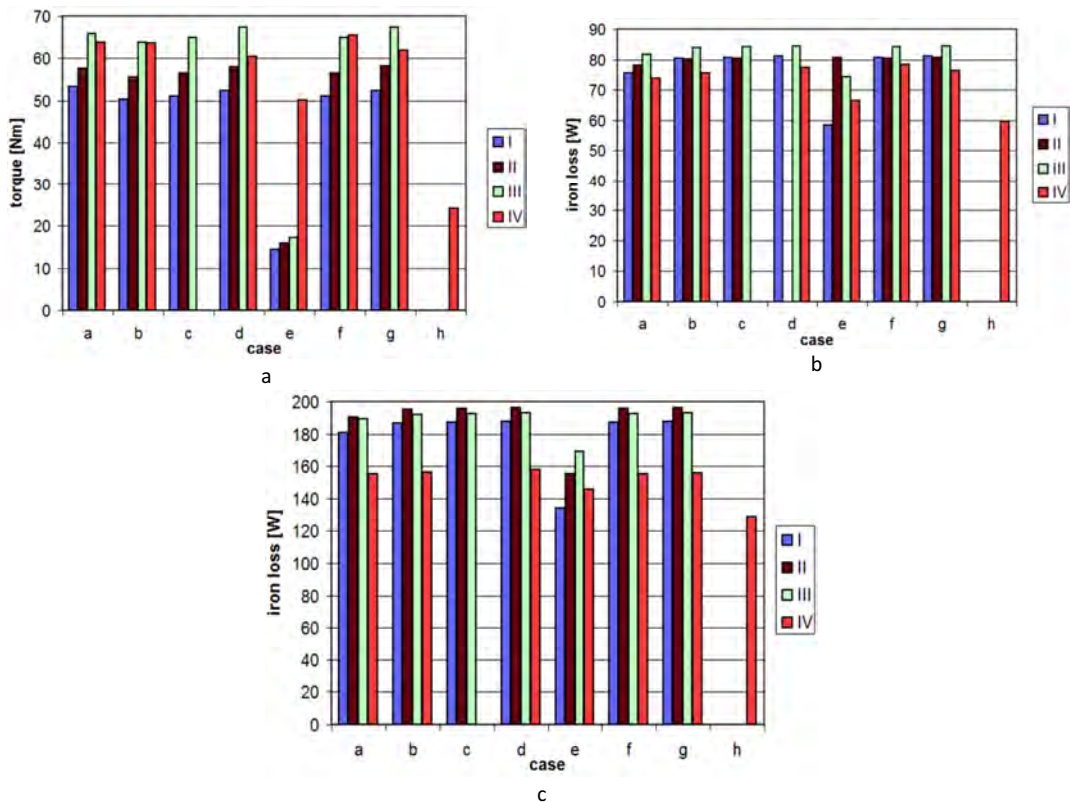 70
60
50
40
30
20
10
0
torque [Nm]
a b c d e f g h
case
I
II
III
IV
a
90
80
70
60
50
40
30
20
10
0
iron loss [W]
a b c d e f g h
case
I
II
III
IV
b
200
180
160
140
120
100
80
60
40
20
0
iron loss [W]
a b c d e f g h
case
I
II
III
IV
c